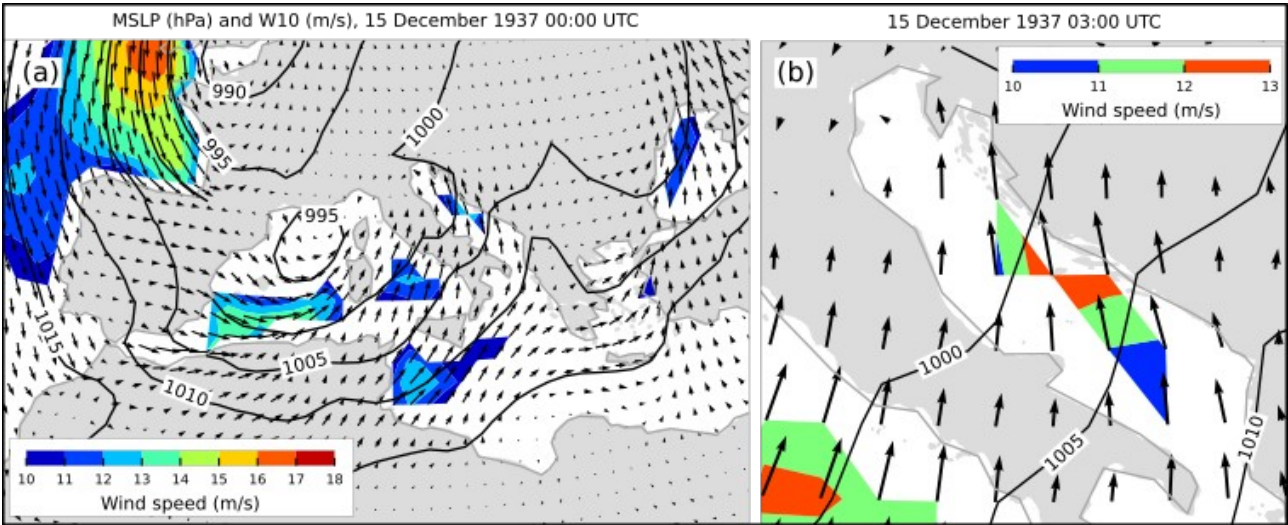 MSLP (hPa) and W10 (m/s), 15 December 1937 00:00 UTC
15 December 1937 03:00 UTC
(a)
990
995
1000
995
1015
1005
1010
10 11 12 13 14 15 16 17 18
Wind speed (m/s)
(b)
10 11 12 13
Wind speed (m/s)
1000
1005
1010